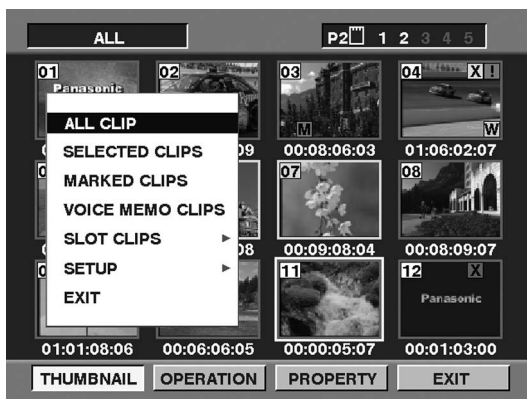 ALL P2 1 2 3 4 5
01 02 03 04 X !
Panasonic
M W
09 00:08:06:03 01:06:02:07
ALL CLIP
SELECTED CLIPS
MARKED CLIPS
VOICE MEMO CLIPS
SLOT CLIPS
SETUP
EXIT
0 07 08
08 00:09:08:04 00:08:09:07
0 11 12 X
Panasonic
01:01:08:06 00:06:06:05 00:00:05:07 00:01:03:00
THUMBNAIL OPERATION PROPERTY EXIT